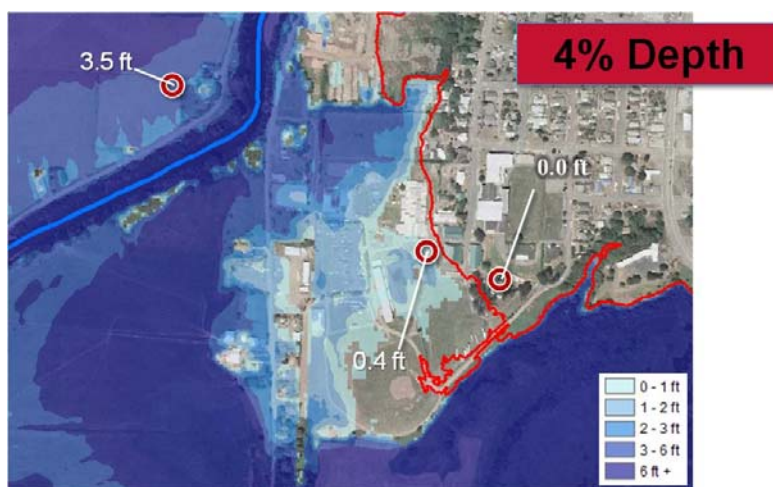 4% Depth
3.5 ft
0.0 ft
0.4 ft
0 - 1 ft
1 - 2 ft
2 - 3 ft
3 - 6 ft
6 ft +